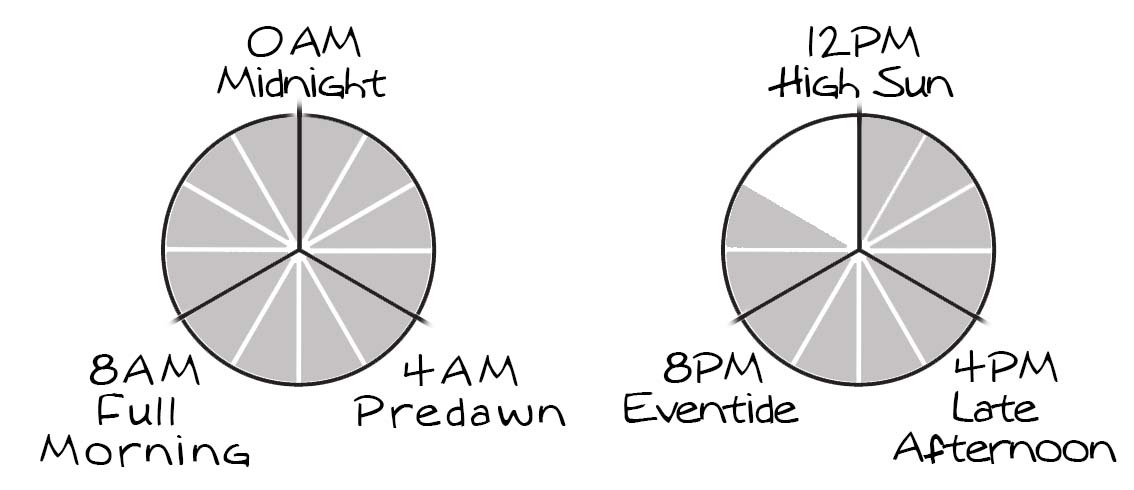 0AM
Midnight
12PM
High Sun
8AM
Full
Morning
4AM
Predawn
8PM
Eventide
4PM
Late
Afternoon